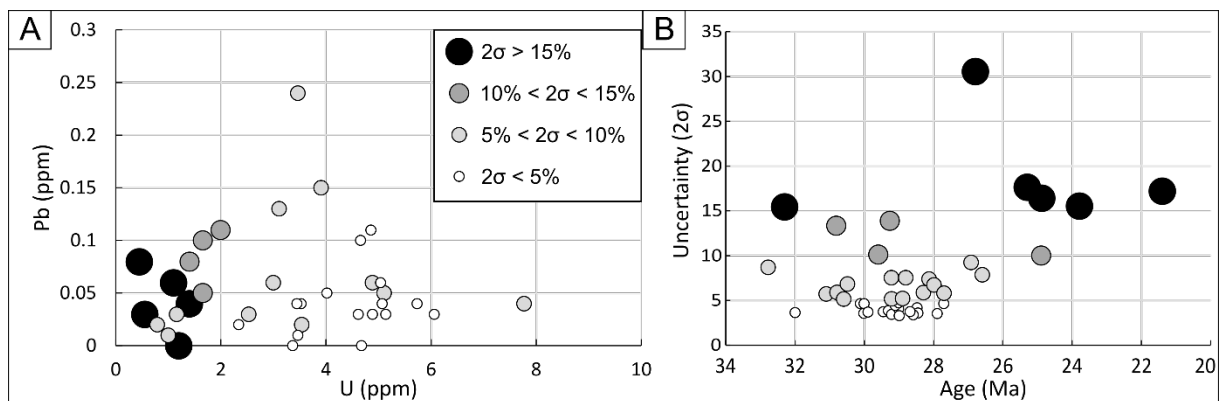 A
Pb (ppm)
0.3
0.25
0.2
0.15
0.1
0.05
0
0 2 4 6 8 10
U (ppm)
2σ > 15%
10% < 2σ < 15%
5% < 2σ < 10%
2σ < 5%
B
Uncertainty (2σ)
35
30
25
20
15
10
5
0
34 32 30 28 26 24 22 20
Age (Ma)